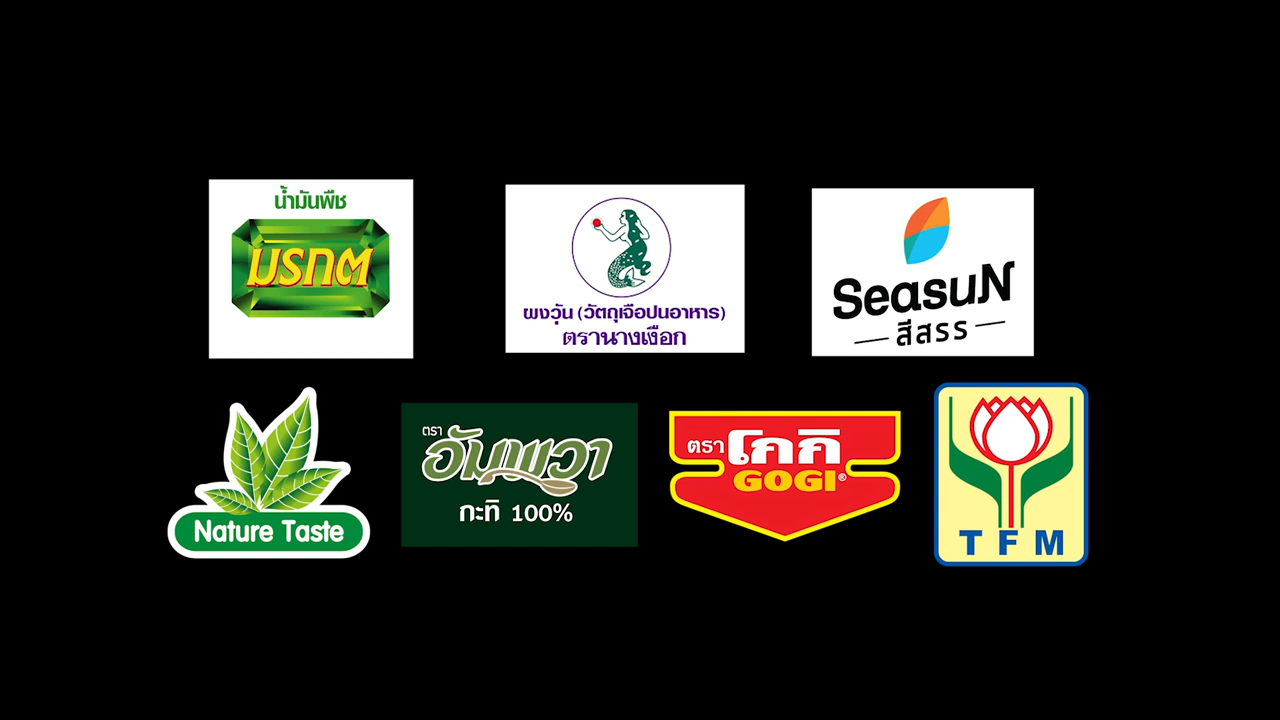 น้ำมันพืช
มรกต
ผงวุ้น (วัตถุเจือปนอาหาร)
ตรานางเงือก
SeasuN
สีสรร
Nature Taste
ตรา
อัมพวา
กะทิ 100%
ตรา โกกิ
GOGI®
TFM